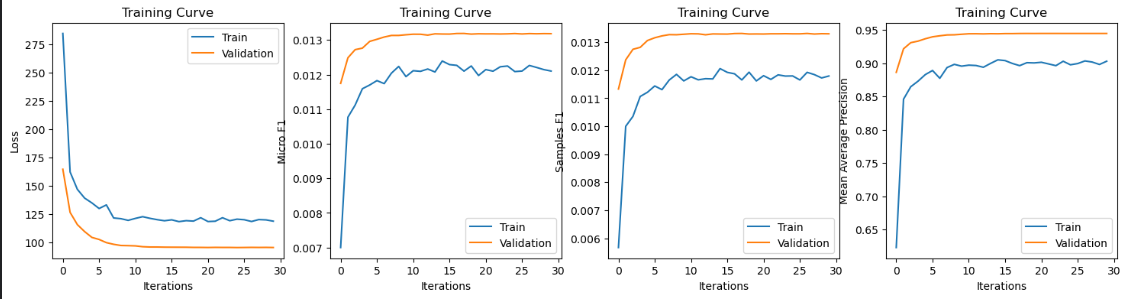 Training Curve
Loss
275
250
225
200
175
150
125
100
0 5 10 15 20 25 30
Iterations
Train
Validation
Training Curve
Micro F1
0.013
0.012
0.011
0.010
0.009
0.008
0.007
0 5 10 15 20 25 30
Iterations
Train
Validation
Training Curve
Samples F1
0.013
0.012
0.011
0.010
0.009
0.008
0.007
0.006
0 5 10 15 20 25 30
Iterations
Train
Validation
Training Curve
Mean Average Precision
0.95
0.90
0.85
0.80
0.75
0.70
0.65
0 5 10 15 20 25 30
Iterations
Train
Validation